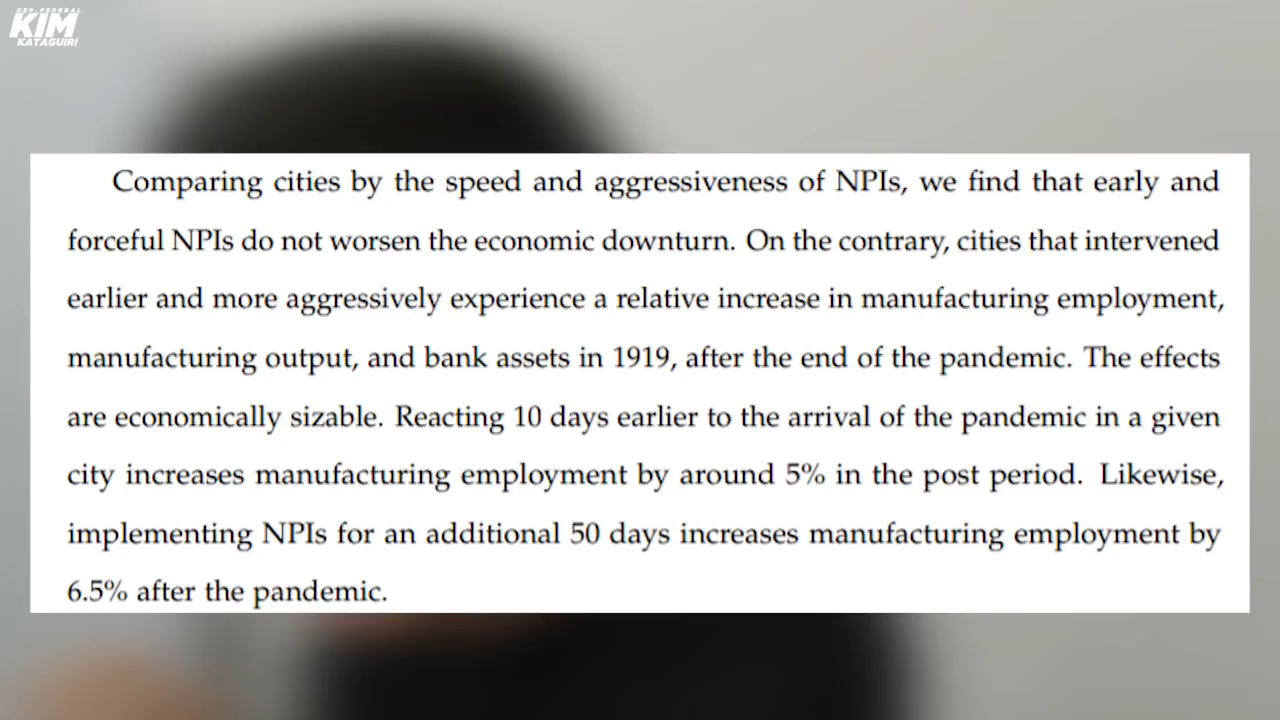 DEP. FEDERAL
KIM
KATAGUIRI
Comparing cities by the speed and aggressiveness of NPIs, we find that early and
forceful NPIs do not worsen the economic downturn. On the contrary, cities that intervened
earlier and more aggressively experience a relative increase in manufacturing employment,
manufacturing output, and bank assets in 1919, after the end of the pandemic. The effects
are economically sizable. Reacting 10 days earlier to the arrival of the pandemic in a given
city increases manufacturing employment by around 5% in the post period. Likewise,
implementing NPIs for an additional 50 days increases manufacturing employment by
6.5% after the pandemic.